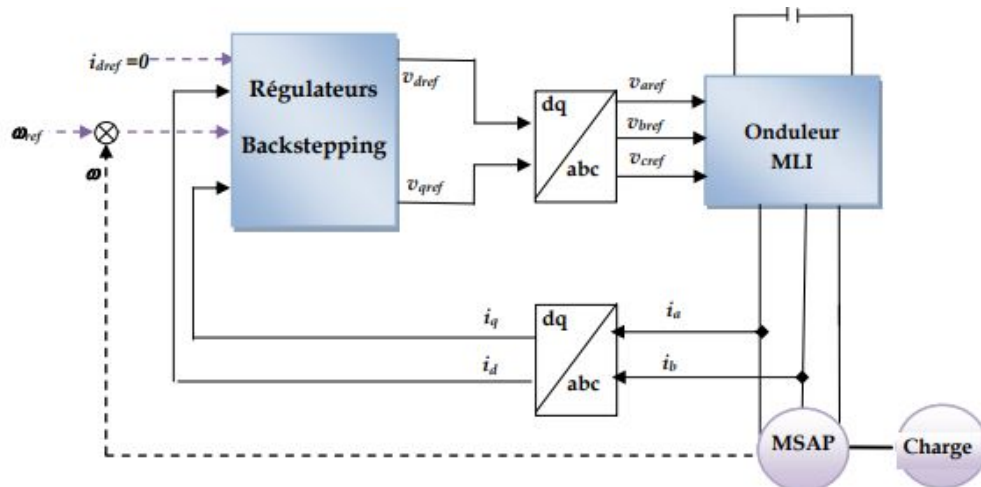 i_dref =0
Régulateurs
Backstepping
v_dref
v_qref
ω_ref
ω
dq
abc
v_aref
v_bref
v_cref
Onduleur
MLI
i_q
i_d
dq
abc
i_a
i_b
MSAP
Charge